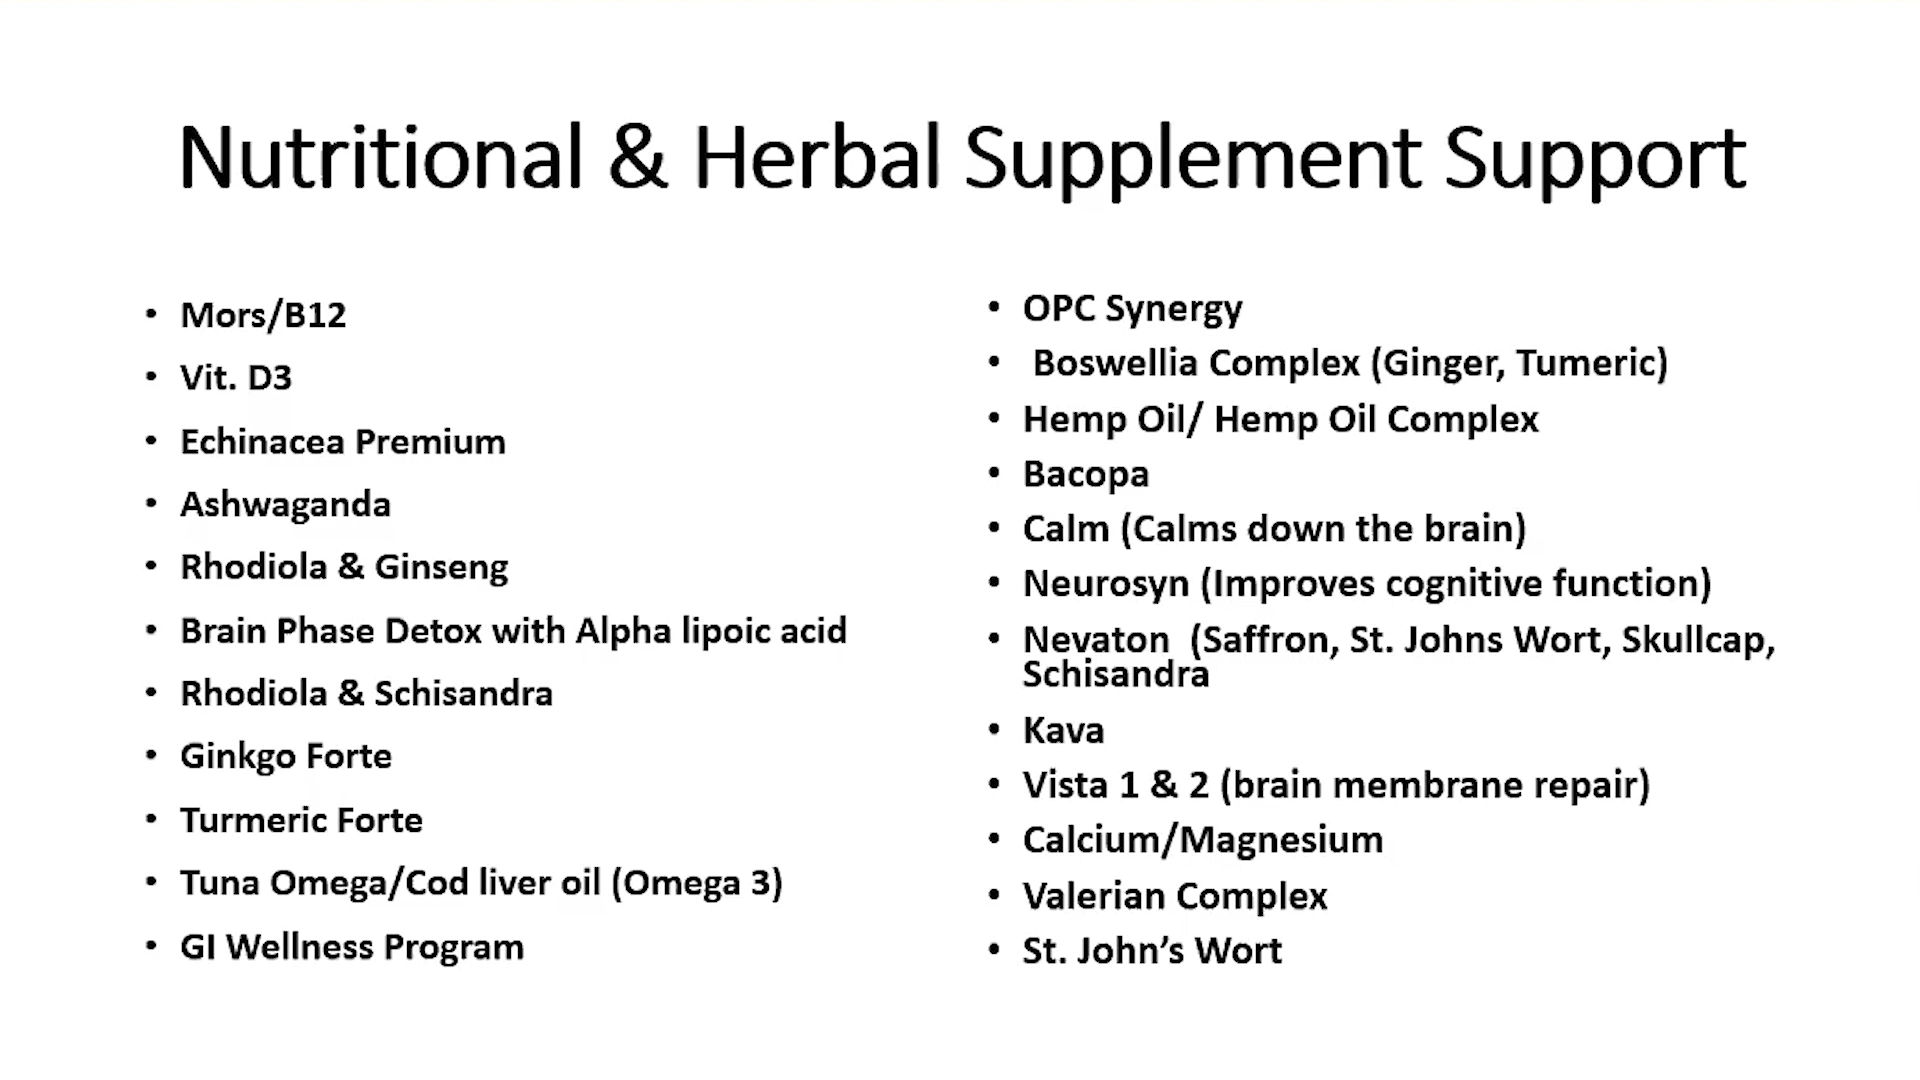 Nutritional & Herbal Supplement Support
• Mors/B12
• Vit. D3
• Echinacea Premium
• Ashwaganda
• Rhodiola & Ginseng
• Brain Phase Detox with Alpha lipoic acid
• Rhodiola & Schisandra
• Ginkgo Forte
• Turmeric Forte
• Tuna Omega/Cod liver oil (Omega 3)
• GI Wellness Program
• OPC Synergy
• Boswellia Complex (Ginger, Tumeric)
• Hemp Oil/ Hemp Oil Complex
• Bacopa
• Calm (Calms down the brain)
• Neurosyn (Improves cognitive function)
• Nevaton  (Saffron, St. Johns Wort, Skullcap,
Schisandra
• Kava
• Vista 1 & 2 (brain membrane repair)
• Calcium/Magnesium
• Valerian Complex
• St. John’s Wort